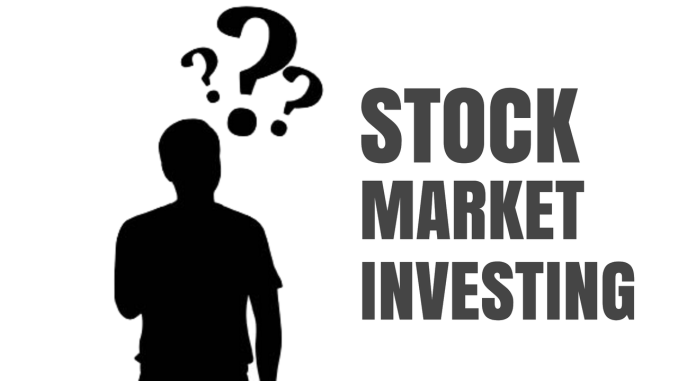 ? ? ?
STOCK
MARKET
INVESTING